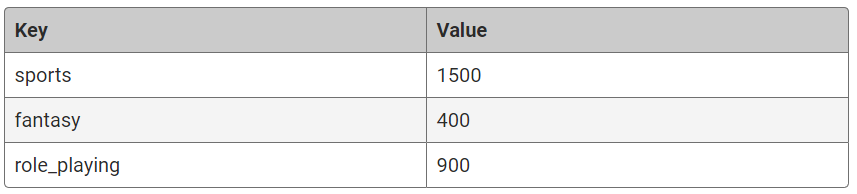 Key Value
sports 1500
fantasy 400
role_playing 900